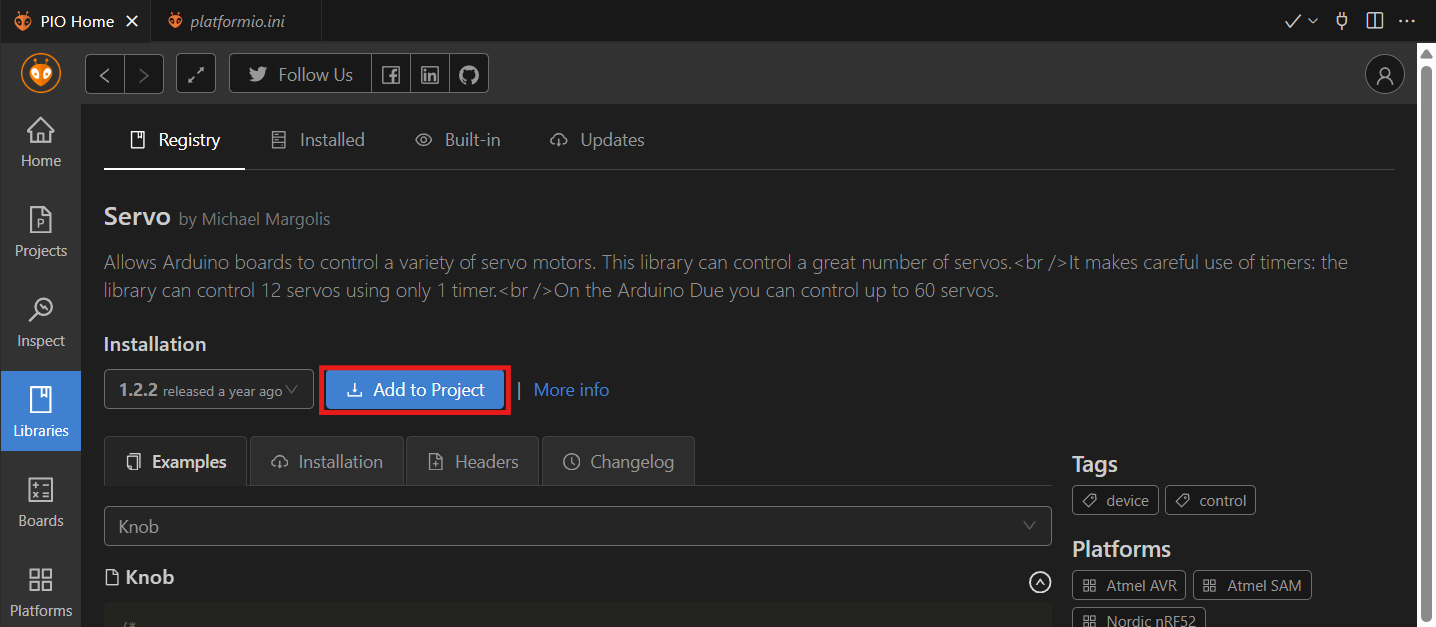 PIO Home
platformio.ini
Follow Us
Home
Projects
Inspect
Libraries
Boards
Platforms
Registry
Installed
Built-in
Updates
Servo by Michael Margolis
Allows Arduino boards to control a variety of servo motors. This library can control a great number of servos.<br />It makes careful use of timers: the
library can control 12 servos using only 1 timer.<br />On the Arduino Due you can control up to 60 servos.
Installation
1.2.2 released a year ago
Add to Project
| More info
Examples
Installation
Headers
Changelog
Knob
Knob
/*
Tags
device
control
Platforms
Atmel AVR
Atmel SAM
Nordic nRF52